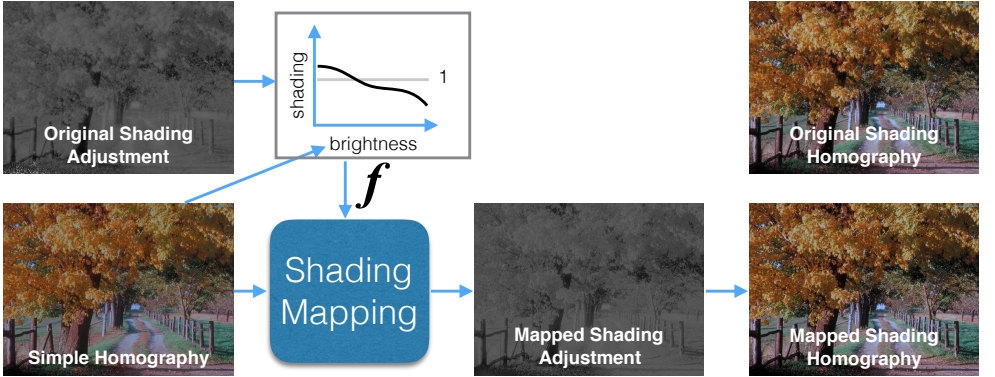 Original Shading
Adjustment
shading
1
brightness
f
Original Shading
Homography
Simple Homography
Shading
Mapping
Mapped Shading
Adjustment
Mapped Shading
Homography